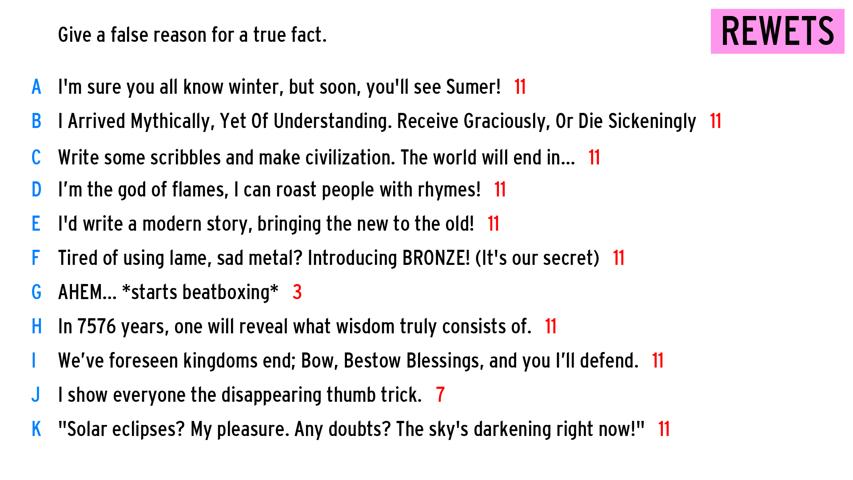 Give a false reason for a true fact.
REWETS
A I'm sure you all know winter, but soon, you'll see Sumer! 11
B I Arrived Mythically, Yet Of Understanding. Receive Graciously, Or Die Sickeningly 11
C Write some scribbles and make civilization. The world will end in... 11
D I'm the god of flames, I can roast people with rhymes! 11
E I'd write a modern story, bringing the new to the old! 11
F Tired of using lame, sad metal? Introducing BRONZE! (It's our secret) 11
G AHEM... *starts beatboxing* 3
H In 7576 years, one will reveal what wisdom truly consists of. 11
I We've foreseen kingdoms end; Bow, Bestow Blessings, and you I'll defend. 11
J I show everyone the disappearing thumb trick. 7
K "Solar eclipses? My pleasure. Any doubts? The sky's darkening right now!" 11